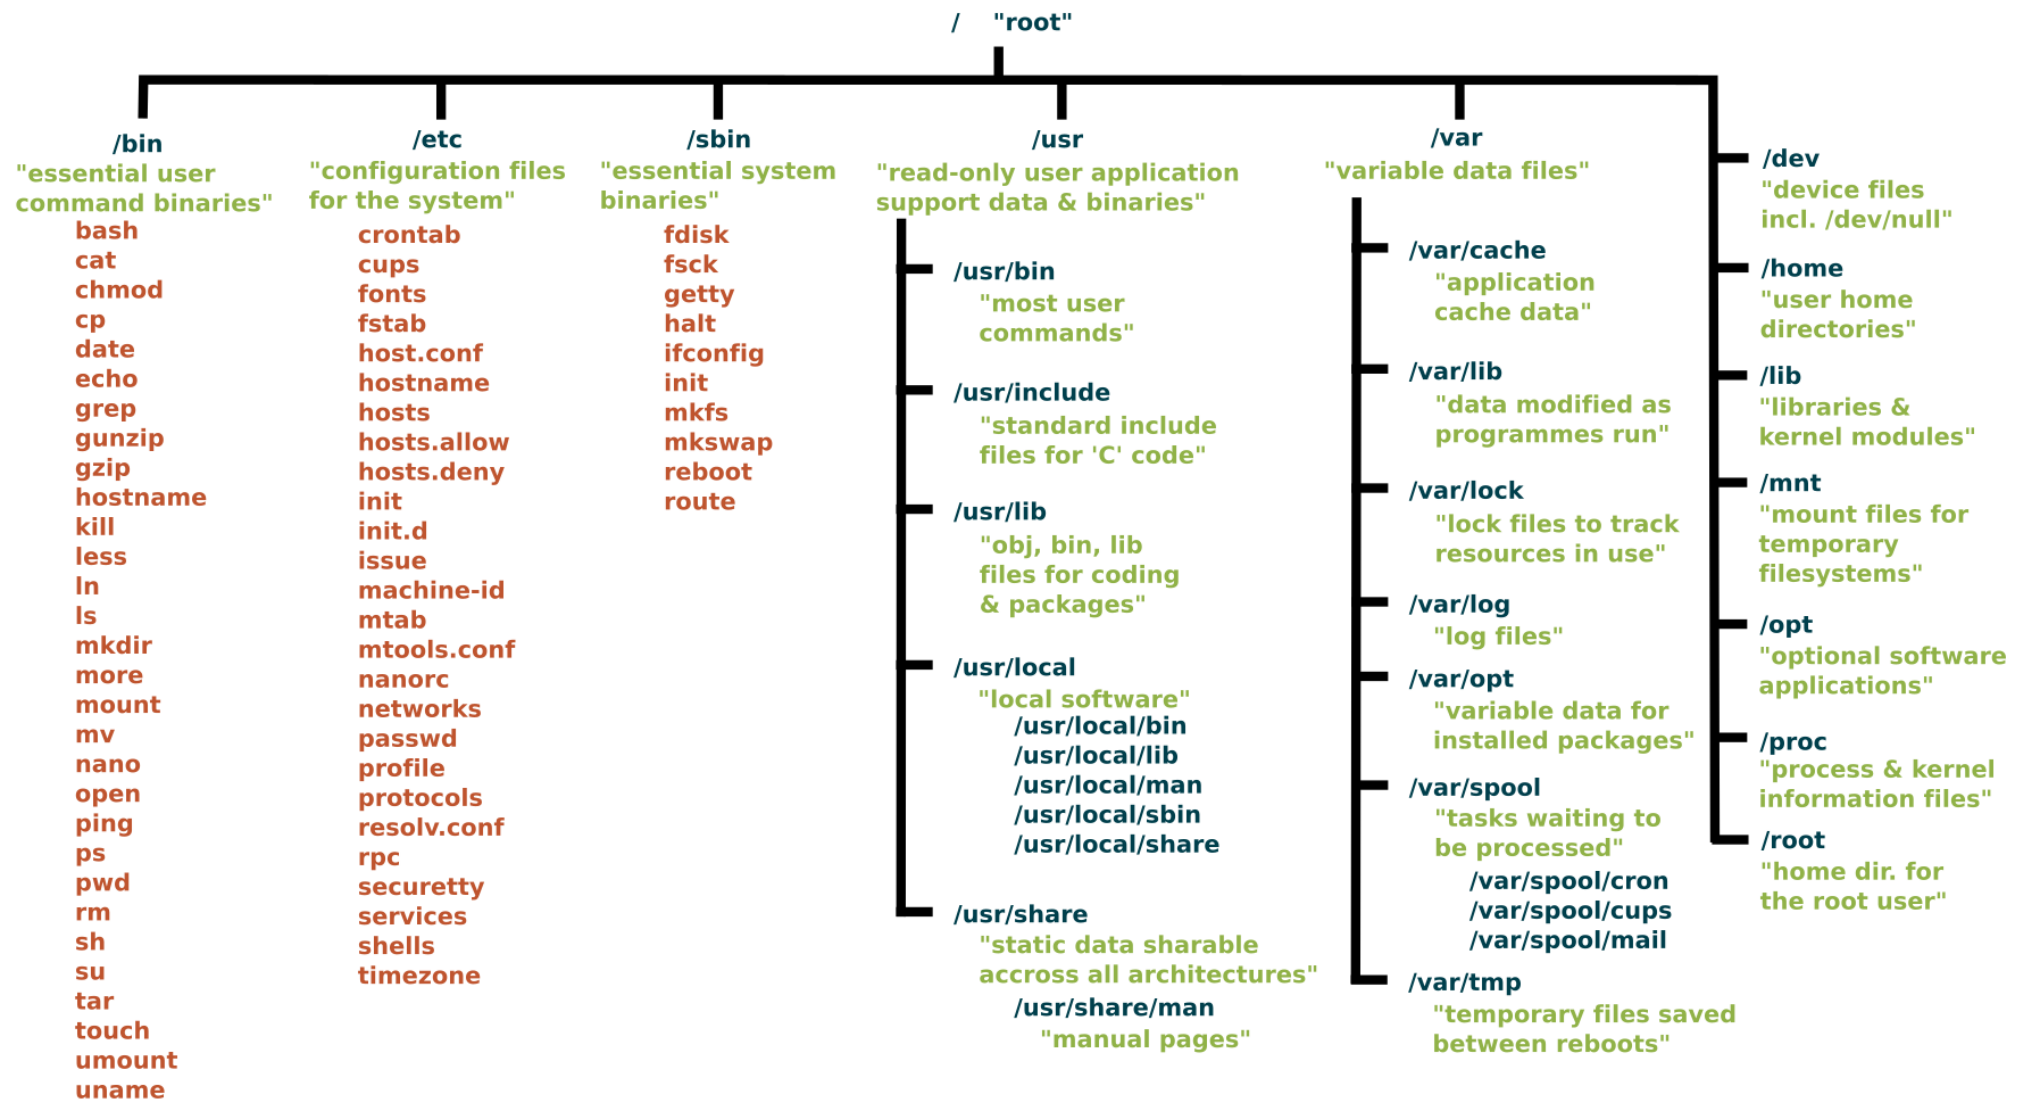 / "root"
/bin
"essential user
command binaries"
bash
cat
chmod
cp
date
echo
grep
gunzip
gzip
hostname
kill
less
ln
ls
mkdir
more
mount
mv
nano
open
ping
ps
pwd
rm
sh
su
tar
touch
umount
uname
/etc
"configuration files
for the system"
crontab
cups
fonts
fstab
host.conf
hostname
hosts
hosts.allow
hosts.deny
init
init.d
issue
machine-id
mtab
mtools.conf
nanorc
networks
passwd
profile
protocols
resolv.conf
rpc
securetty
services
shells
timezone
/sbin
"essential system
binaries"
fdisk
fsck
getty
halt
ifconfig
init
mkfs
mkswap
reboot
route
/usr
"read-only user application
support data & binaries"
/usr/bin
"most user
commands"
/usr/include
"standard include
files for 'C' code"
/usr/lib
"obj, bin, lib
files for coding
& packages"
/usr/local
"local software"
/usr/local/bin
/usr/local/lib
/usr/local/man
/usr/local/sbin
/usr/local/share
/usr/share
"static data sharable
accross all architectures"
/usr/share/man
"manual pages"
/var
"variable data files"
/var/cache
"application
cache data"
/var/lib
"data modified as
programmes run"
/var/lock
"lock files to track
resources in use"
/var/log
"log files"
/var/opt
"variable data for
installed packages"
/var/spool
"tasks waiting to
be processed"
/var/spool/cron
/var/spool/cups
/var/spool/mail
/var/tmp
"temporary files saved
between reboots"
/dev
"device files
incl. /dev/null"
/home
"user home
directories"
/lib
"libraries &
kernel modules"
/mnt
"mount files for
temporary
filesystems"
/opt
"optional software
applications"
/proc
"process & kernel
information files"
/root
"home dir. for
the root user"